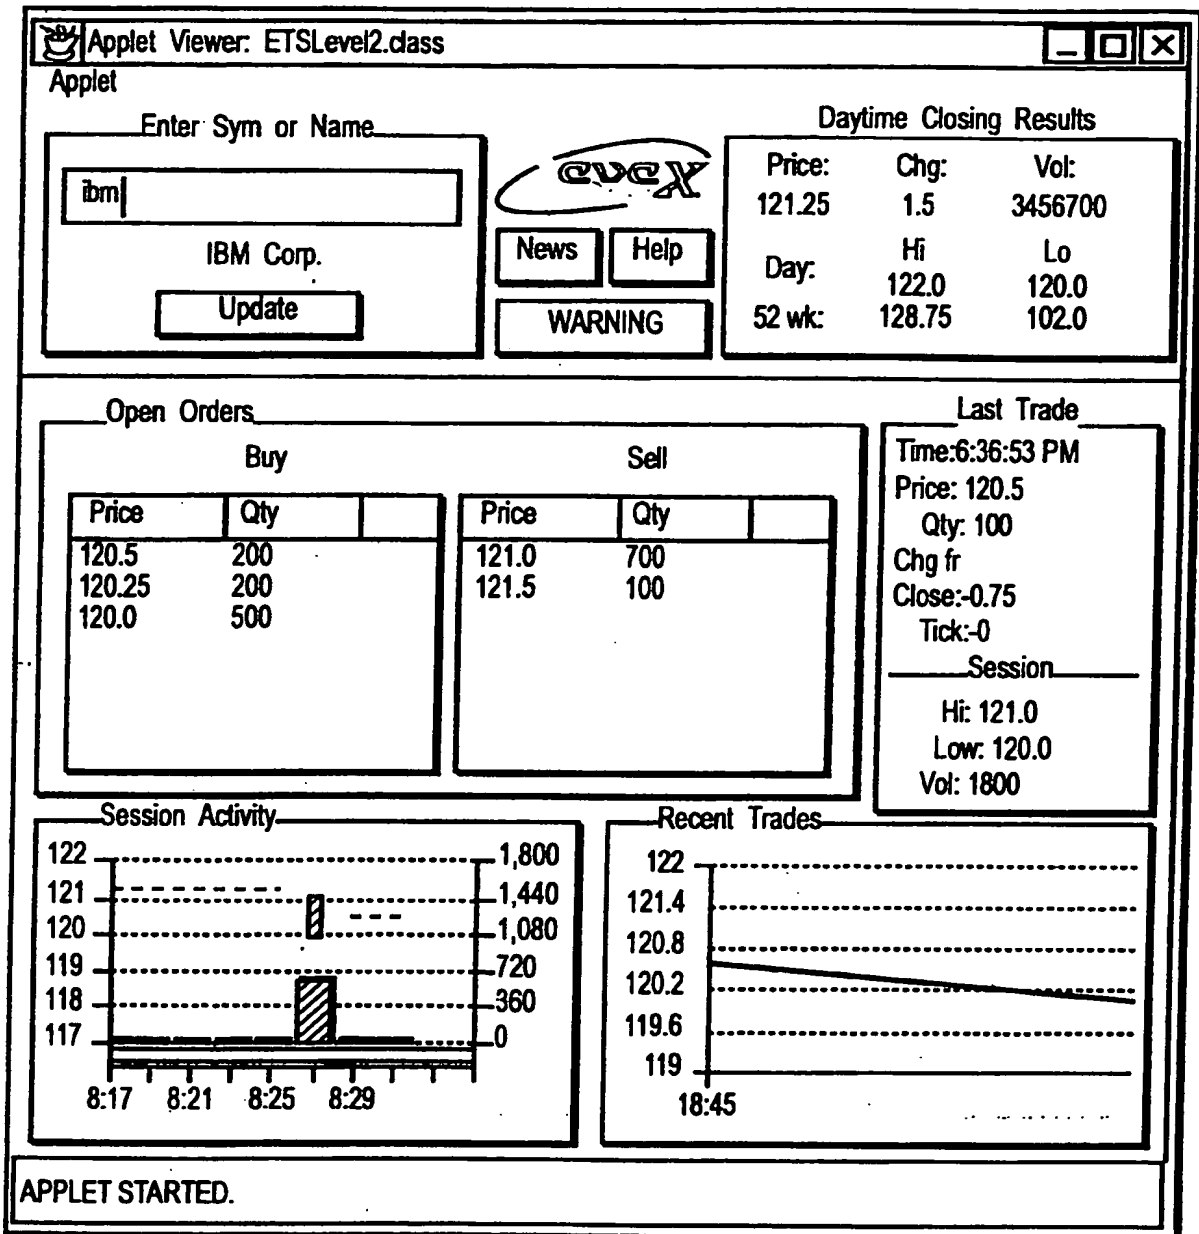 Applet Viewer: ETSLevel2.class
Applet
Enter Sym or Name
ibm
IBM Corp.
Update
News Help
WARNING
Daytime Closing Results
Price: Chg: Vol:
121.25 1.5 3456700
Hi Lo
Day: 122.0 120.0
52 wk: 128.75 102.0
Open Orders
Buy
Price Qty
120.5 200
120.25 200
120.0 500
Sell
Price Qty
121.0 700
121.5 100
Last Trade
Time:6:36:53 PM
Price: 120.5
Qty: 100
Chg fr
Close:-0.75
Tick:-0
Session
Hi: 121.0
Low: 120.0
Vol: 1800
Session Activity
122 1,800
121 1,440
120 1,080
119 720
118 360
117 0
8:17 8:21 8:25 8:29
Recent Trades
122
121.4
120.8
120.2
119.6
119
18:45
APPLET STARTED.